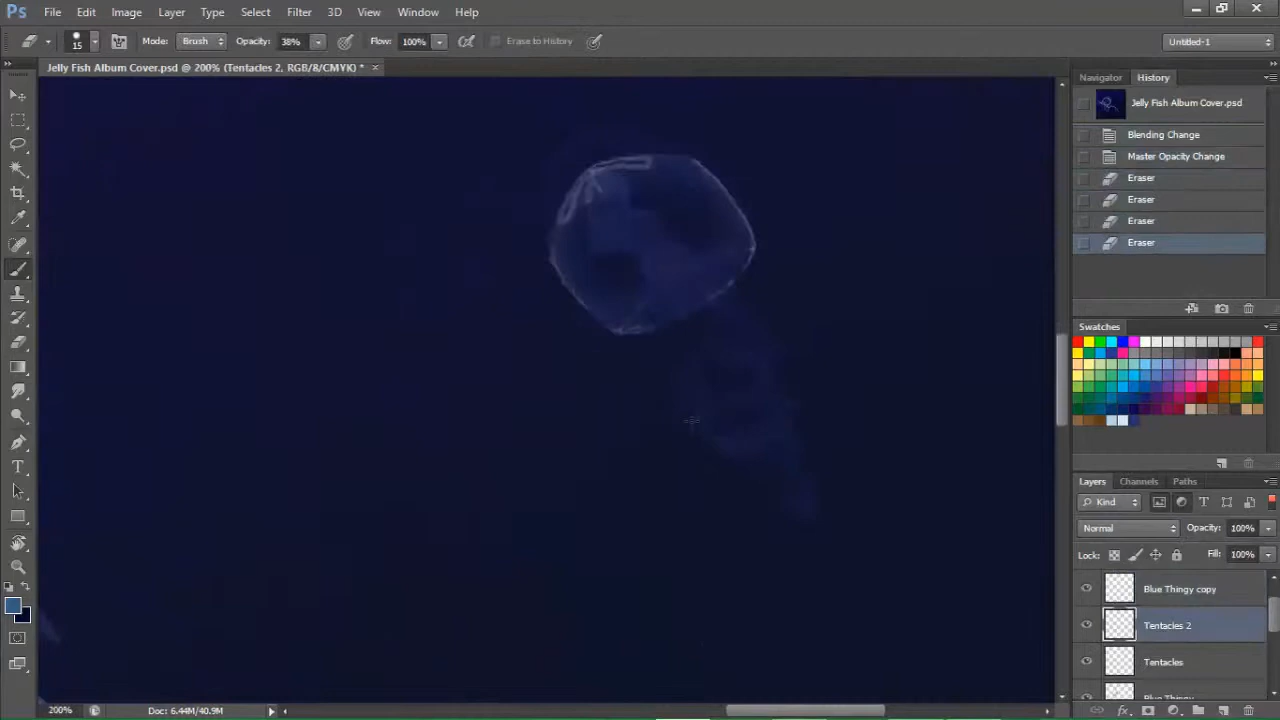 Ps File Edit Image Layer Type Select Filter 3D View Window Help
15 Mode: Brush Opacity: 38% Flow: 100% Erase to History Untitled-1
Jelly Fish Album Cover.psd @ 200% (Tentacles 2, RGB/8/CMYK) * ×
Navigator History
Jelly Fish Album Cover.psd
Blending Change
Master Opacity Change
Eraser
Eraser
Eraser
Eraser
Swatches
Layers Channels Paths
Kind
Normal Opacity: 100%
Lock: Fill: 100%
Blue Thingy copy
Tentacles 2
Tentacles
Blue Thingy
200% Doc: 6.44M/40.9M